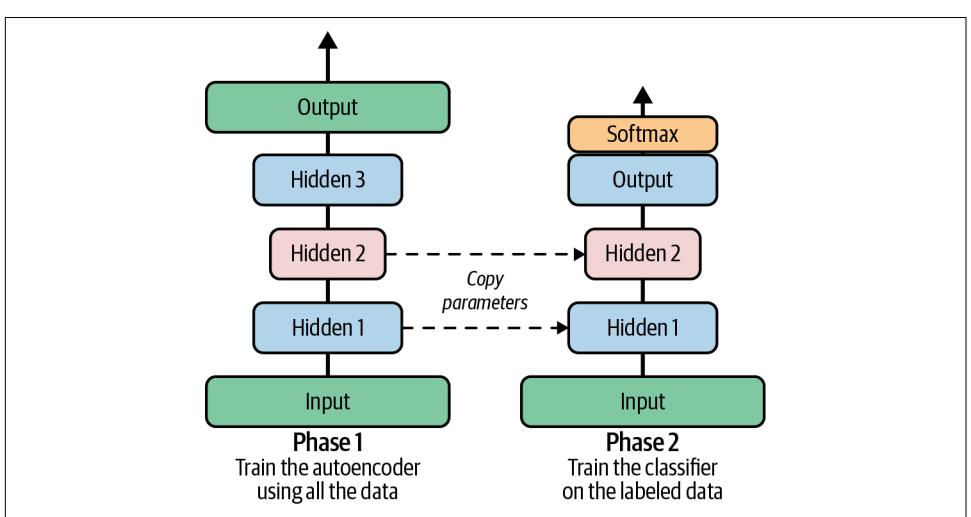 Output
Hidden 3
Hidden 2
Hidden 1
Input
Phase 1
Train the autoencoder
using all the data
Copy
parameters
Softmax
Output
Hidden 2
Hidden 1
Input
Phase 2
Train the classifier
on the labeled data